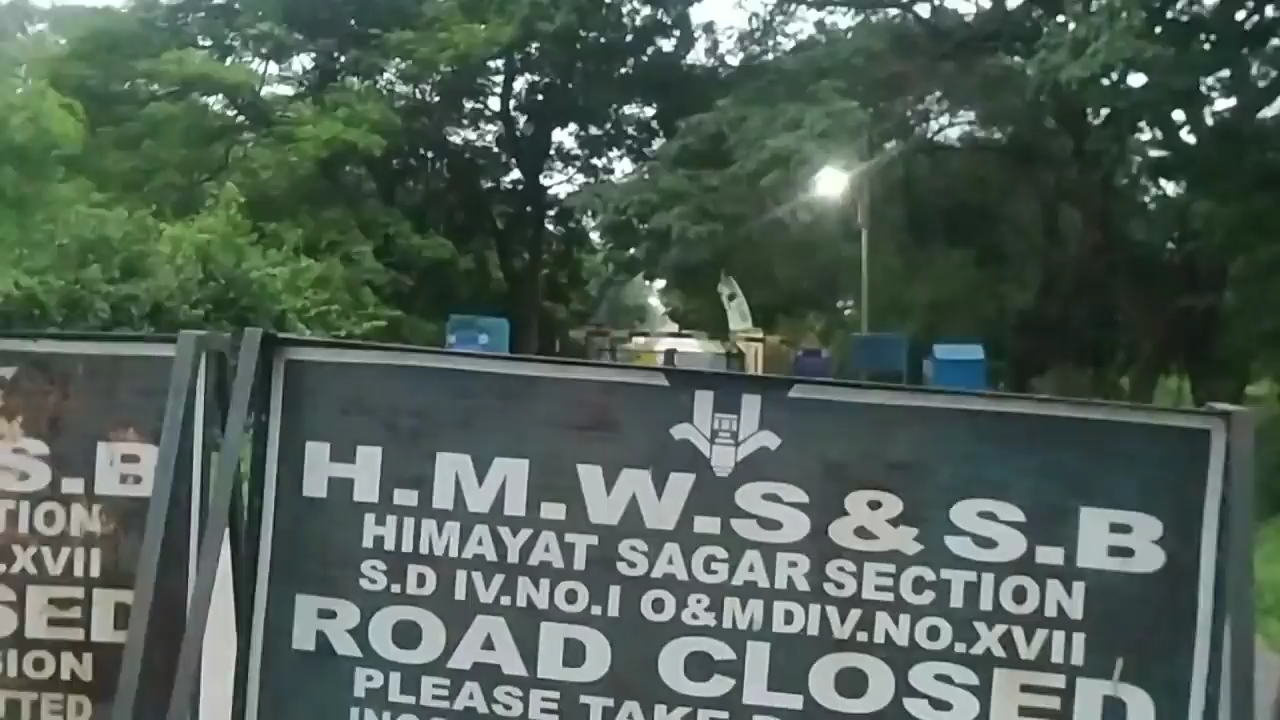 S.B
TION
.XVII
SED
SION
TTED
H.M.W.S&S.B
HIMAYAT SAGAR SECTION
S.D IV.NO.I O&M DIV.NO.XVII
ROAD CLOSED
PLEASE TAKE